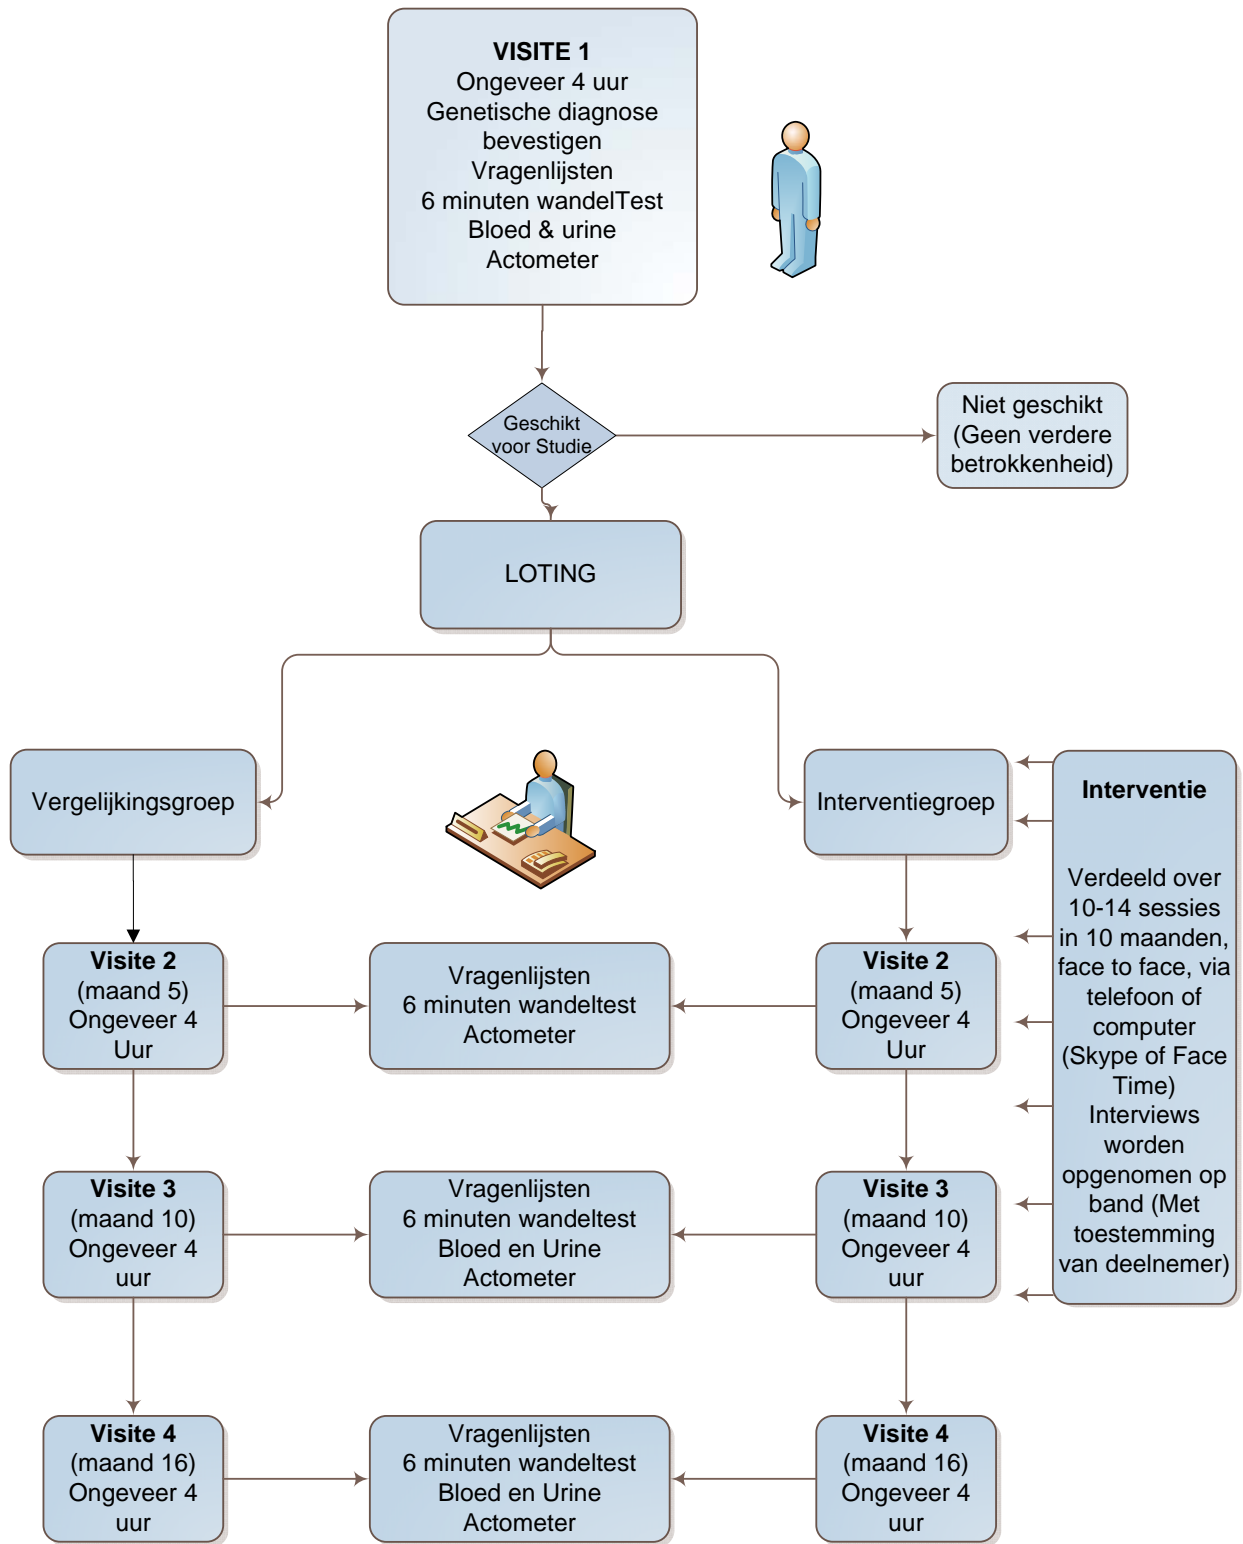 VISITE 1
Ongeveer 4 uur
Genetische diagnose
bevestigen
Vragenlijsten
6 minuten wandelTest
Bloed & urine
Actometer
Geschikt
voor Studie
Niet geschikt
(Geen verdere
betrokkenheid)
LOTING
Vergelijkingsgroep
Interventiegroep
Interventie
Verdeeld over
10-14 sessies
in 10 maanden,
face to face, via
telefoon of
computer
(Skype of Face
Time)
Interviews
worden
opgenomen op
band (Met
toestemming
van deelnemer)
Visite 2
(maand 5)
Ongeveer 4
Uur
Vragenlijsten
6 minuten wandeltest
Actometer
Visite 2
(maand 5)
Ongeveer 4
Uur
Visite 3
(maand 10)
Ongeveer 4
uur
Vragenlijsten
6 minuten wandeltest
Bloed en Urine
Actometer
Visite 3
(maand 10)
Ongeveer 4
uur
Visite 4
(maand 16)
Ongeveer 4
uur
Vragenlijsten
6 minuten wandeltest
Bloed en Urine
Actometer
Visite 4
(maand 16)
Ongeveer 4
uur